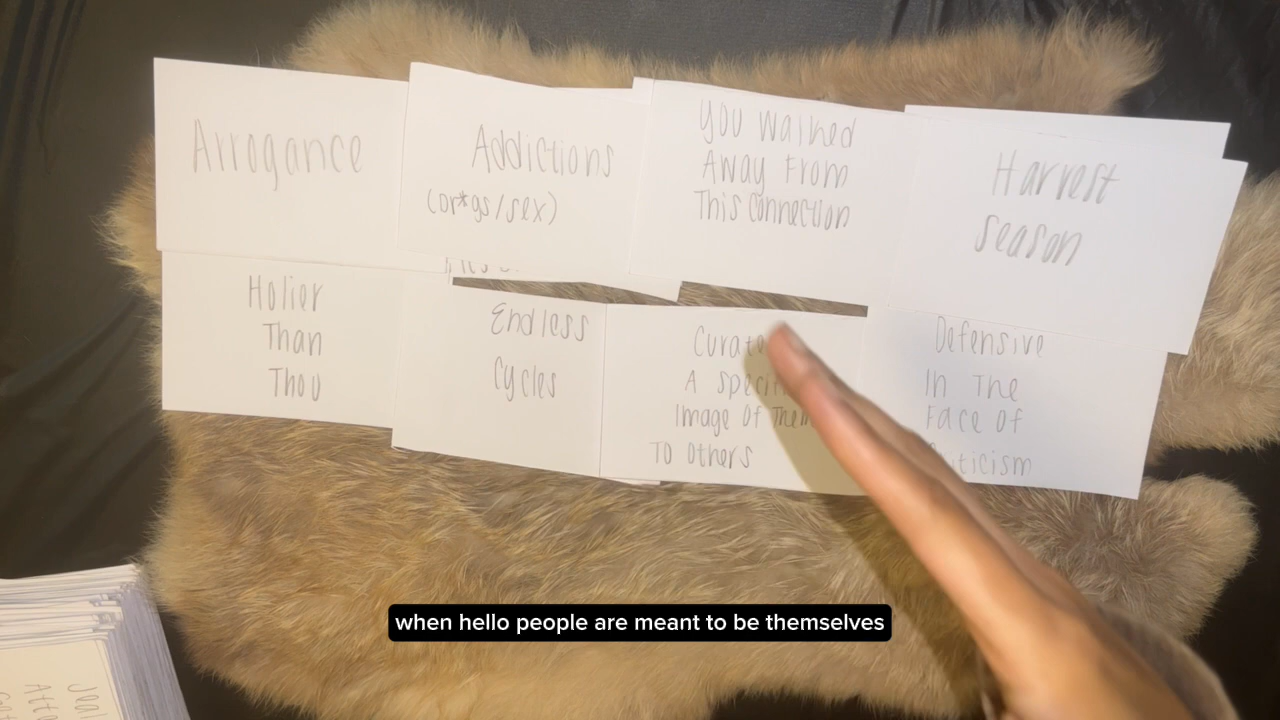 Arrogance
Addictions
(dr*gs/sex)
You Walked
Away From
This Connection
Harvest
Season
Holier
Than
Thou
Endless
Cycles
A
Image Of
To Others
Defensive
In The
Face Of
when hello people are meant to be themselves